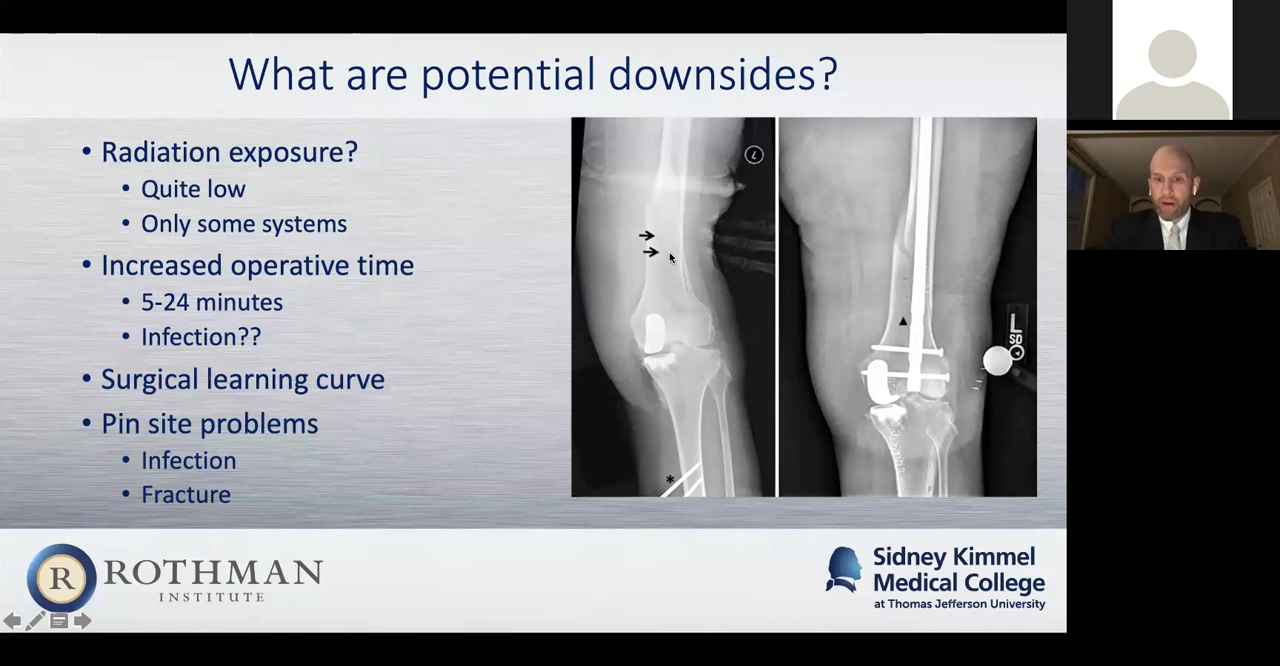 What are potential downsides?
• Radiation exposure?
• Quite low
• Only some systems
• Increased operative time
• 5-24 minutes
• Infection??
• Surgical learning curve
• Pin site problems
• Infection
• Fracture
L
*
L
SD
R
ROTHMAN
INSTITUTE
Sidney Kimmel
Medical College
at Thomas Jefferson University